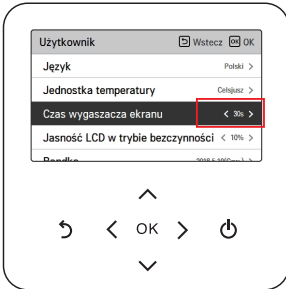 Użytkownik Wstecz OK OK
Język Polski >
Jednostka temperatury Celsjusz >
Czas wygaszacza ekranu < 30s >
Jasność LCD w trybie bezczynności < 10% >
OK